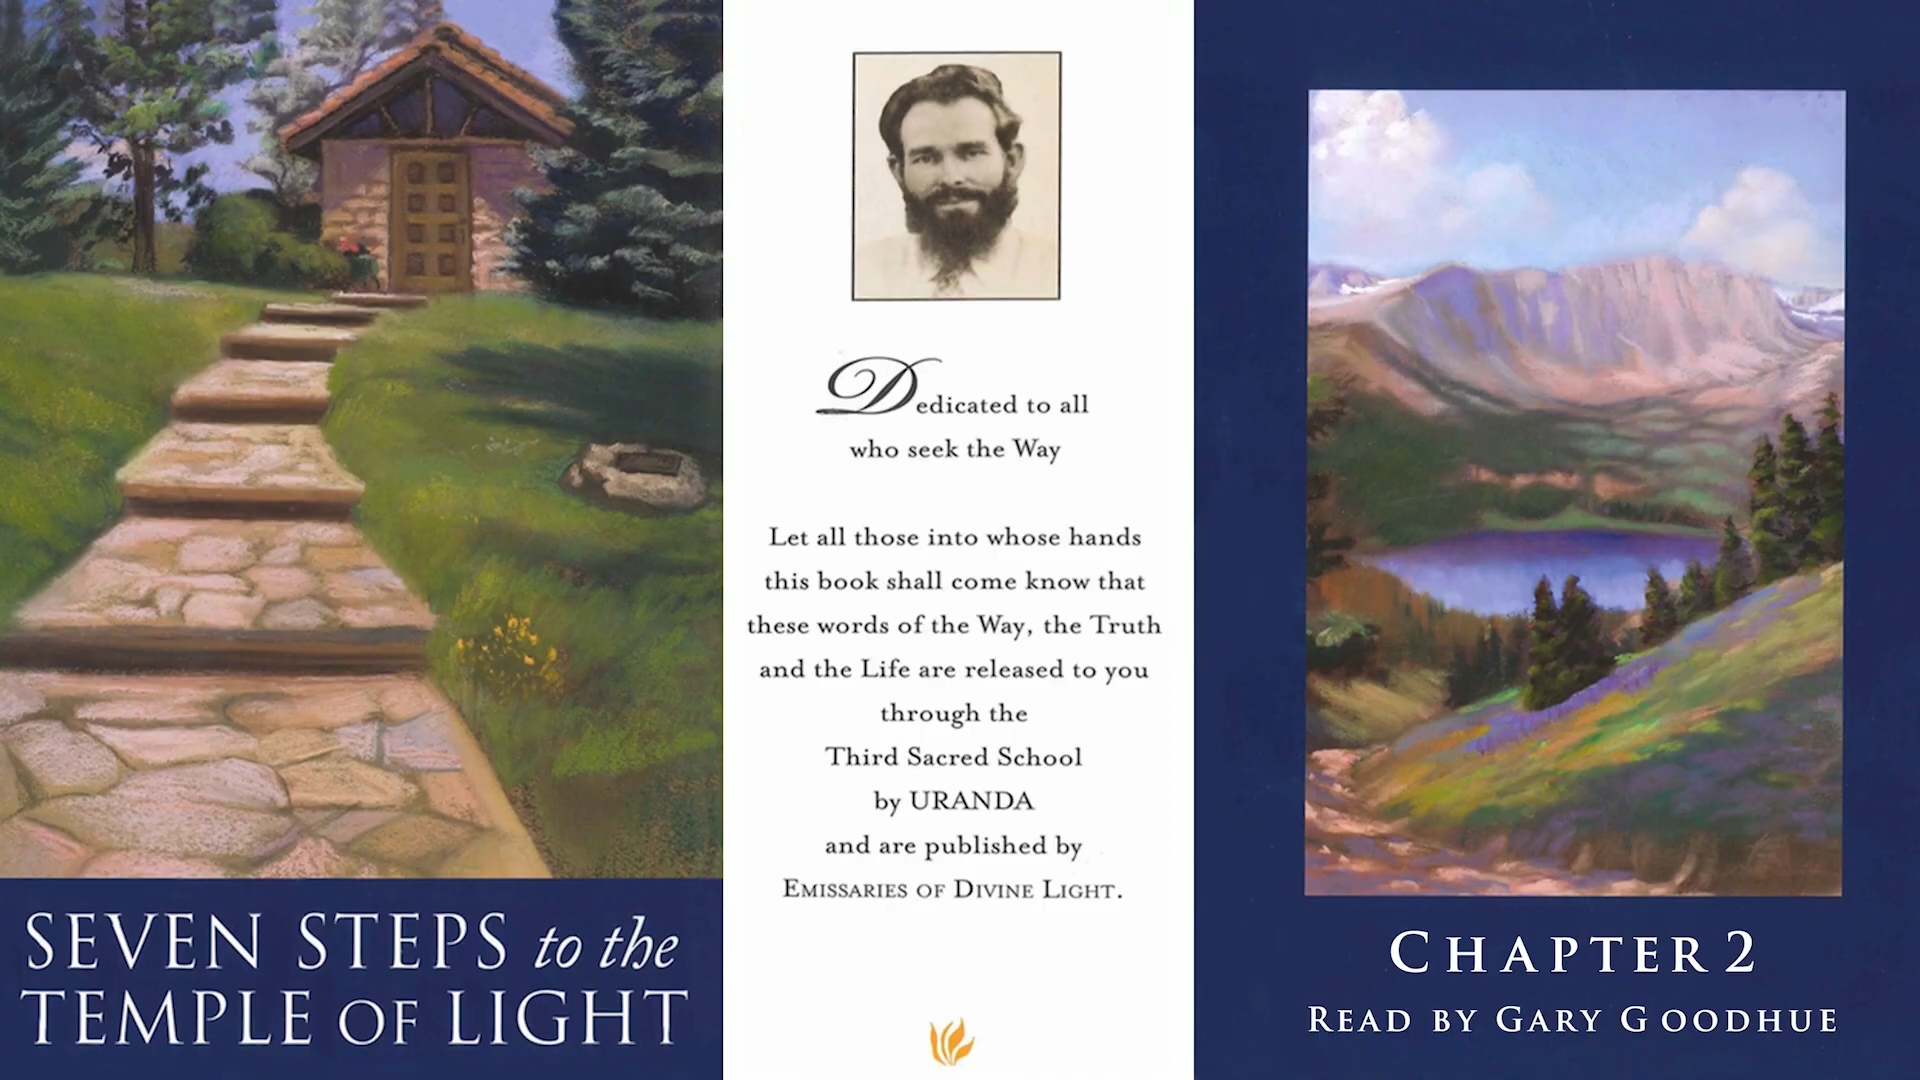 SEVEN STEPS to the
TEMPLE OF LIGHT
Dedicated to all
who seek the Way
Let all those into whose hands
this book shall come know that
these words of the Way, the Truth
and the Life are released to you
through the
Third Sacred School
by URANDA
and are published by
EMISSARIES OF DIVINE LIGHT.
CHAPTER 2
READ BY GARY GOODHUE